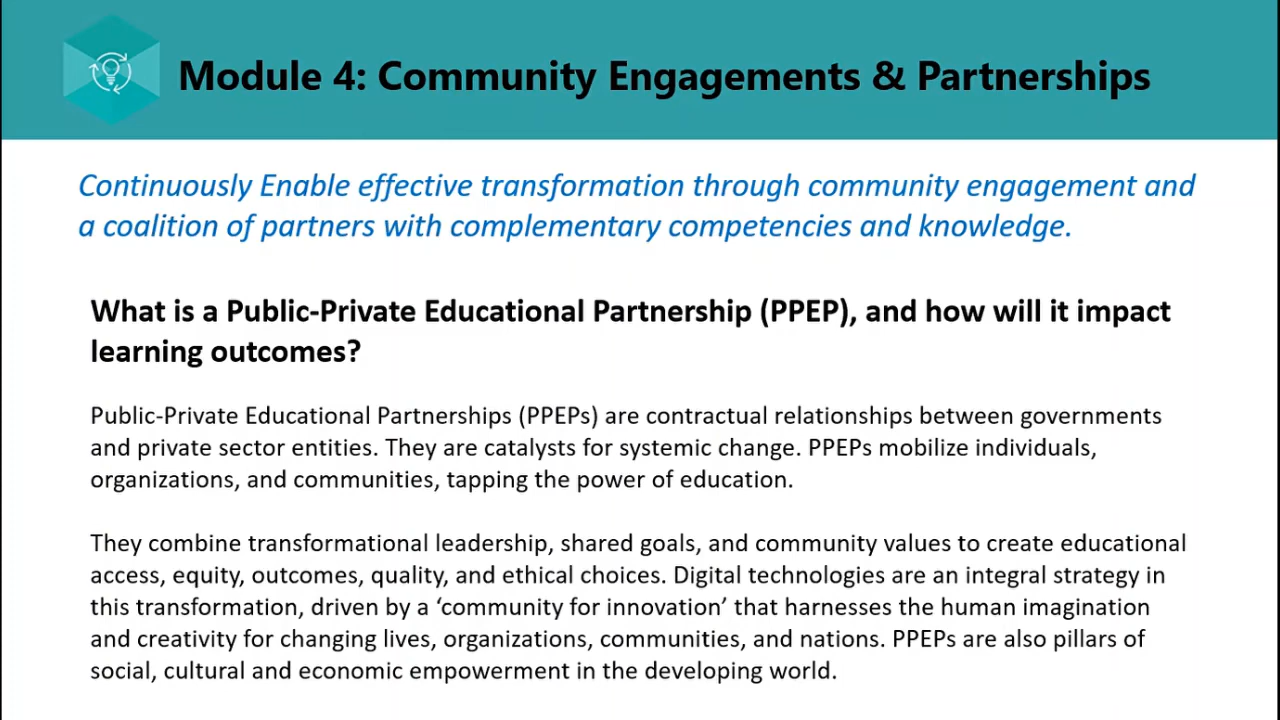 Module 4: Community Engagements & Partnerships
Continuously Enable effective transformation through community engagement and
a coalition of partners with complementary competencies and knowledge.
What is a Public-Private Educational Partnership (PPEP), and how will it impact
learning outcomes?
Public-Private Educational Partnerships (PPEPs) are contractual relationships between governments
and private sector entities. They are catalysts for systemic change. PPEPs mobilize individuals,
organizations, and communities, tapping the power of education.
They combine transformational leadership, shared goals, and community values to create educational
access, equity, outcomes, quality, and ethical choices. Digital technologies are an integral strategy in
this transformation, driven by a ‘community for innovation’ that harnesses the human imagination
and creativity for changing lives, organizations, communities, and nations. PPEPs are also pillars of
social, cultural and economic empowerment in the developing world.